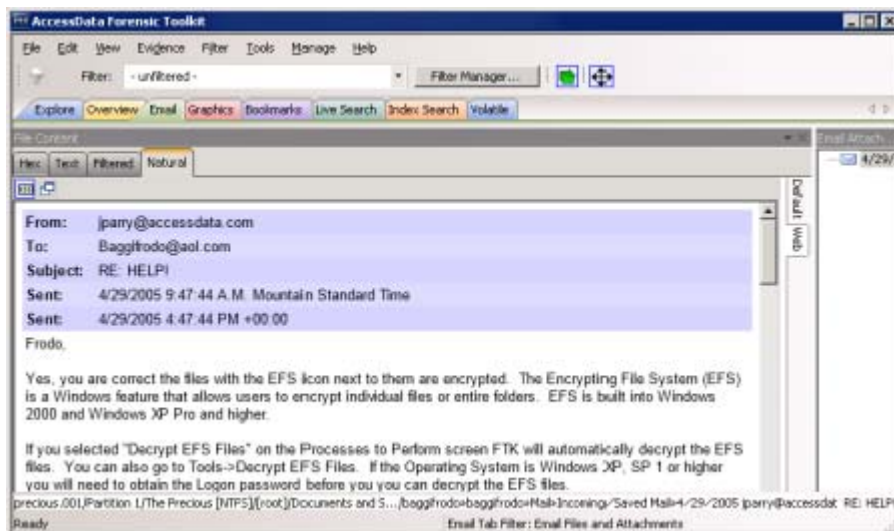 AccessData Forensic Toolkit
File Edit View Evidence Filter Tools Manage Help
Filter: - unfiltered - Filter Manager...
Explore Overview Email Graphics Bookmarks Live Search Index Search Volatile
File Content
Email Attach...
Hex Text Filtered Natural
4/29/
Default
Web
From: jparry@accessdata.com
To: Baggifrodo@aol.com
Subject: RE: HELP!
Sent: 4/29/2005 9:47:44 A.M. Mountain Standard Time
Sent: 4/29/2005 4:47:44 PM +00:00
Frodo,
Yes, you are correct the files with the EFS icon next to them are encrypted. The Encrypting File System (EFS)
is a Windows feature that allows users to encrypt individual files or entire folders. EFS is built into Windows
2000 and Windows XP Pro and higher.
If you selected "Decrypt EFS Files" on the Processes to Perform screen FTK will automatically decrypt the EFS
files. You can also go to Tools->Decrypt EFS Files. If the Operating System is Windows XP, SP 1 or higher
you will need to obtain the Logon password before you you can decrypt the EFS files.
precious.001/Partition 1/The Precious [NTFS]/[root]/Documents and S.../baggifrodo»baggifrodo»Mail»Incoming/Saved Mail»4/29/2005 jparry@accessdat RE: HELP
Ready
Email Tab Filter: Email Files and Attachments